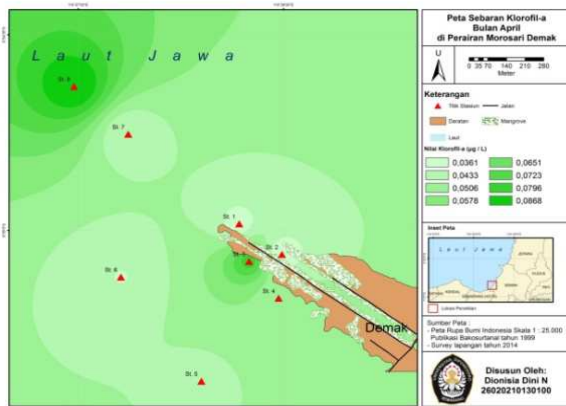 Laut Jawa
St. 8
St. 7
St. 1
St. 2
St. 3
St. 4
St. 6
St. 5
Demak
Peta Sebaran Klorofil-a
Bulan April
di Perairan Morosari Demak
U
0 35 70 140 210 280
Meter
Keterangan
Titik Stasiun
Jalan
Daratan
Mangrove
Laut
Nilai Klorofil-a (µg / L)
0,0361 0,0651
0,0433 0,0723
0,0506 0,0796
0,0578 0,0868
Inset Peta
Laut Jawa
Lokasi Penelitian
Sumber Peta :
- Peta Rupa Bumi Indonesia Skala 1 : 25.000
Publikasi Bakosurtanal tahun 1999
- Survey lapangan tahun 2014
Disusun Oleh:
Dionisia Dini N
26020210130100